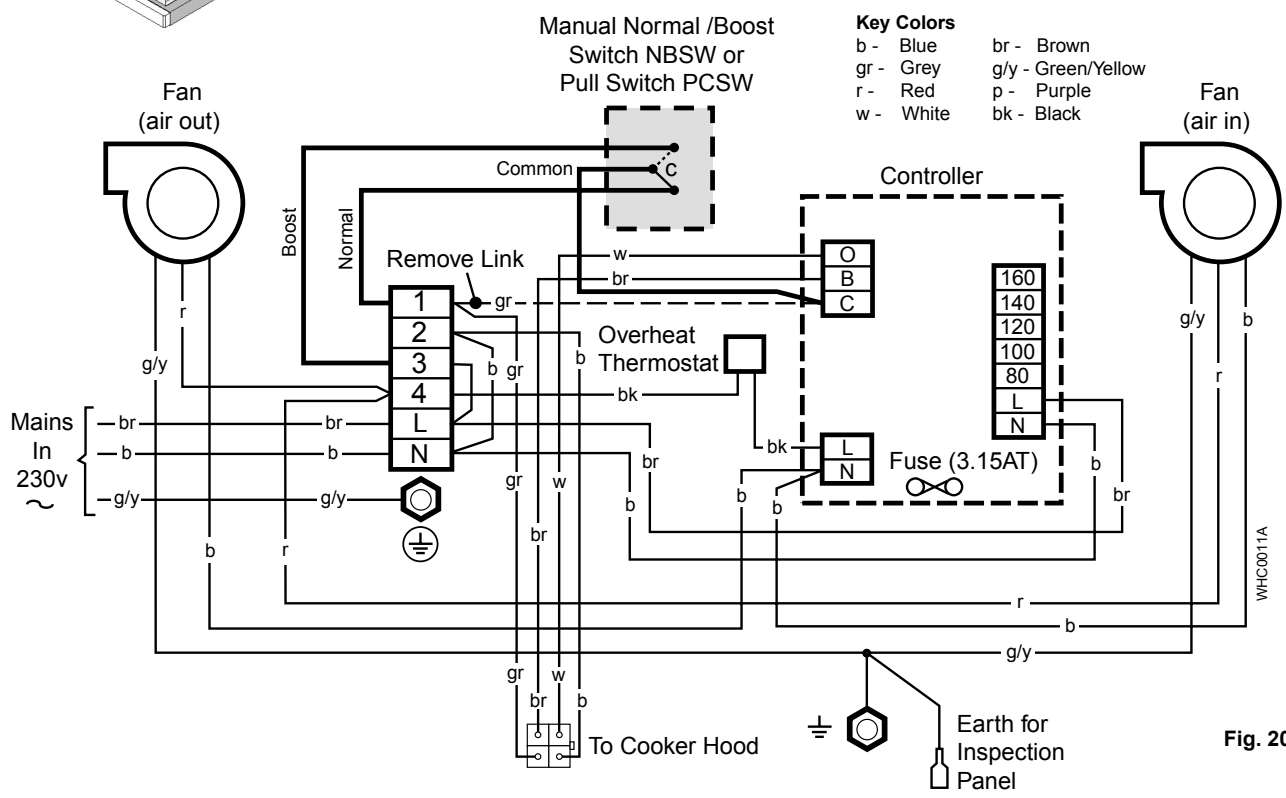 Manual Normal /Boost
Switch NBSW or
Pull Switch PCSW
Key Colors
b - Blue
gr - Grey
r - Red
w - White
br - Brown
g/y - Green/Yellow
p - Purple
bk - Black
Fan
(air out)
Fan
(air in)
Common
C
Controller
Boost
Normal
Remove Link
w
br
gr
O
B
C
160
140
120
100
80
L
N
1
2
3
4
L
N
Overheat
Thermostat
r
g/y
b
gr
b
bk
bk
L
N
Fuse (3.15AT)
g/y
r
b
Mains
In
230v
br
b
g/y
br
b
g/y
b
r
gr
br
w
br
b
b
b
b
br
r
b
g/y
gr
br
w
b
To Cooker Hood
Earth for
Inspection
Panel
WHC0011A
Fig. 20